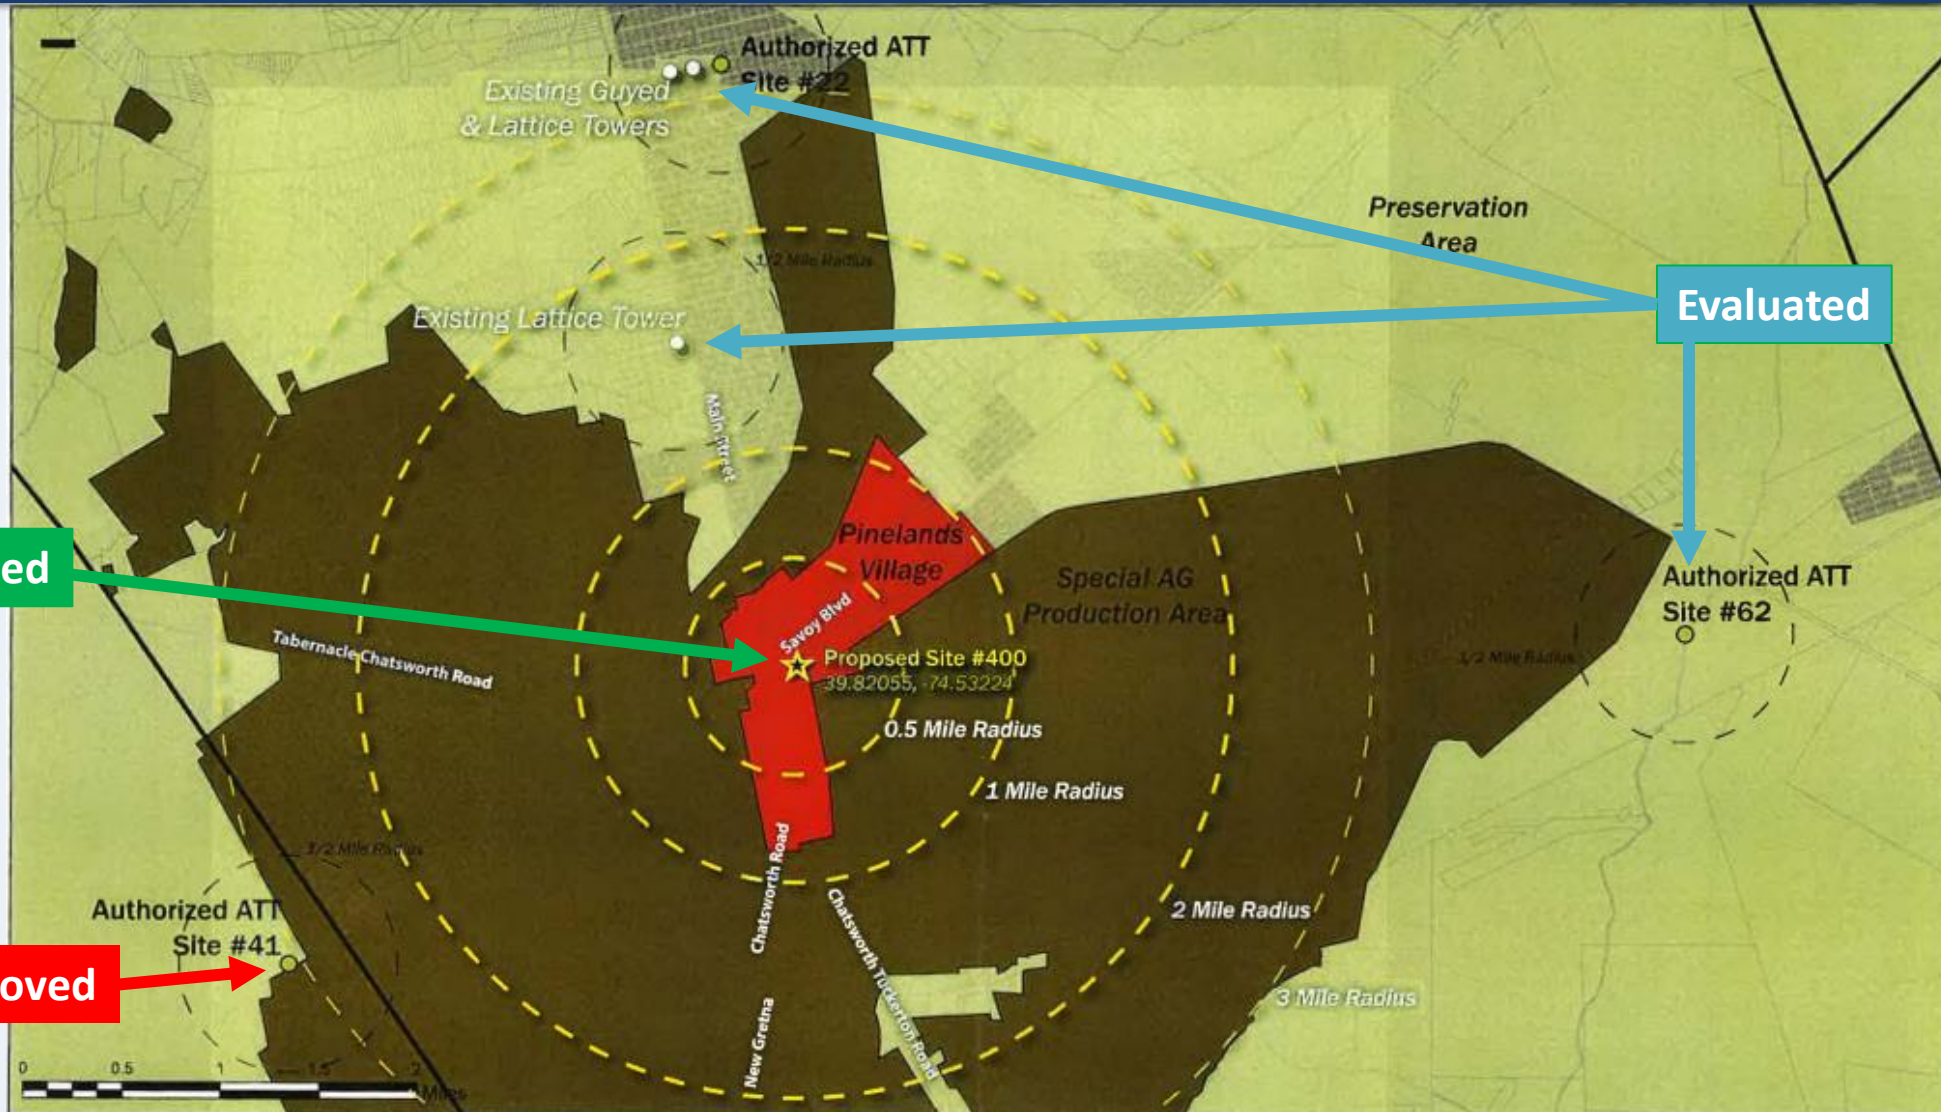 Authorized ATT
Site #22
Existing Guyed
& Lattice Towers
Preservation
Area
1/2 Mile Radius
Evaluated
Existing Lattice Tower
Main Street
Pinelands
Village
ed
Special AG
Production Area
Authorized ATT
Site #62
Savoy Blvd
Tabernacle Chatsworth Road
Proposed Site #400
39.82055, -74.53224
1/2 Mile Radius
0.5 Mile Radius
1 Mile Radius
1/2 Mile Radius
Chatsworth Road
Authorized ATT
Site #41
2 Mile Radius
Chatsworth Tuckerton Road
oved
3 Mile Radius
New Gretna
0 0.5 1 1.5 2
Miles